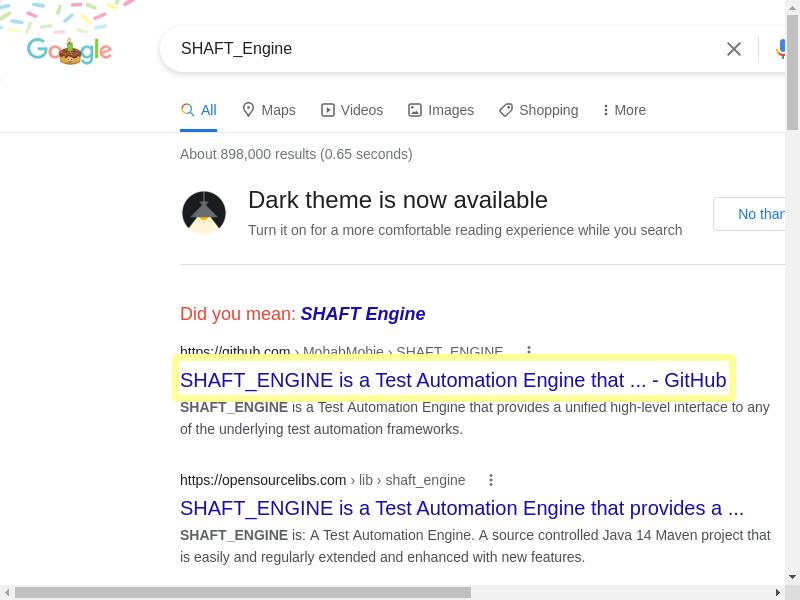 Google
SHAFT_Engine
All Maps Videos Images Shopping More
About 898,000 results (0.65 seconds)
Dark theme is now available
Turn it on for a more comfortable reading experience while you search
No
Did you mean: SHAFT Engine
https://github.com › MohabMohie › SHAFT_ENGINE
SHAFT_ENGINE is a Test Automation Engine that ... - GitHub
SHAFT_ENGINE is a Test Automation Engine that provides a unified high-level interface to any
of the underlying test automation frameworks.
https://opensourcelibs.com › lib › shaft_engine
SHAFT_ENGINE is a Test Automation Engine that provides a ...
SHAFT_ENGINE is: A Test Automation Engine. A source controlled Java 14 Maven project that
is easily and regularly extended and enhanced with new features.